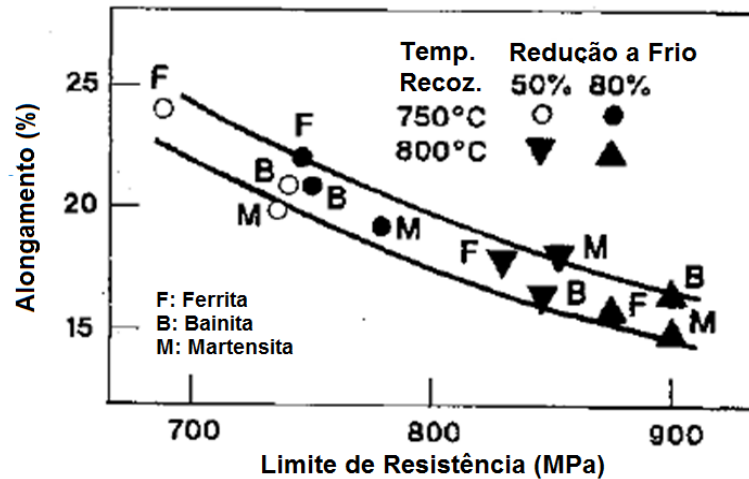 Temp. Redução a Frio
Recoz. 50% 80%
750°C
800°C
25
20
15
F
F
B
B
M
M
F
M
B
B
F
M
F: Ferrita
B: Bainita
M: Martensita
700 800 900
Alongamento (%)
Limite de Resistência (MPa)